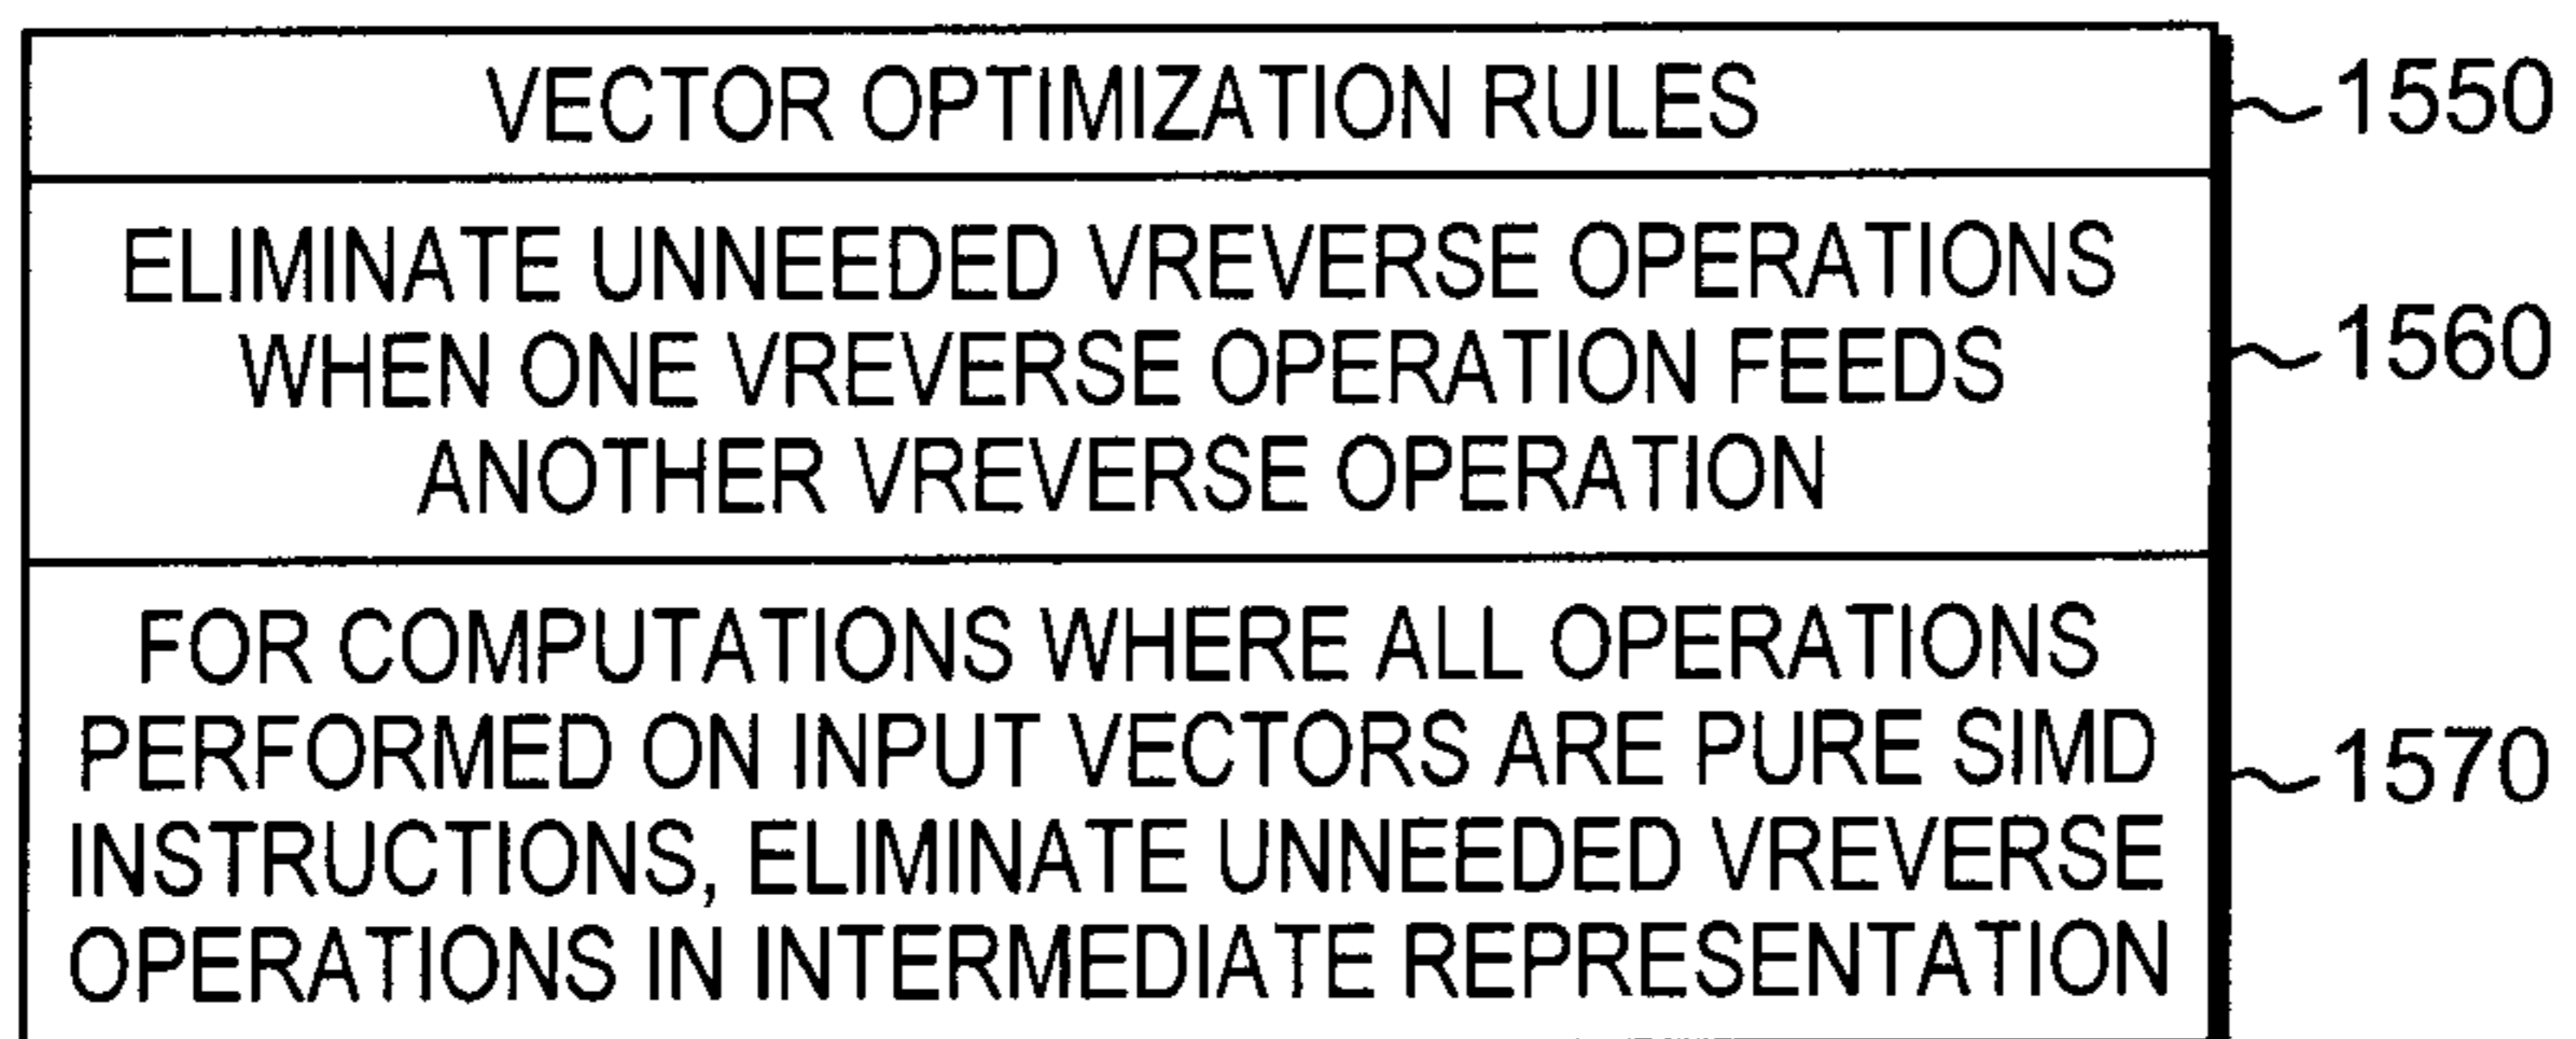 VECTOR OPTIMIZATION RULES
1550
ELIMINATE UNNEEDED VREVERSE OPERATIONS
WHEN ONE VREVERSE OPERATION FEEDS
ANOTHER VREVERSE OPERATION
1560
FOR COMPUTATIONS WHERE ALL OPERATIONS
PERFORMED ON INPUT VECTORS ARE PURE SIMD
INSTRUCTIONS, ELIMINATE UNNEEDED VREVERSE
OPERATIONS IN INTERMEDIATE REPRESENTATION
1570